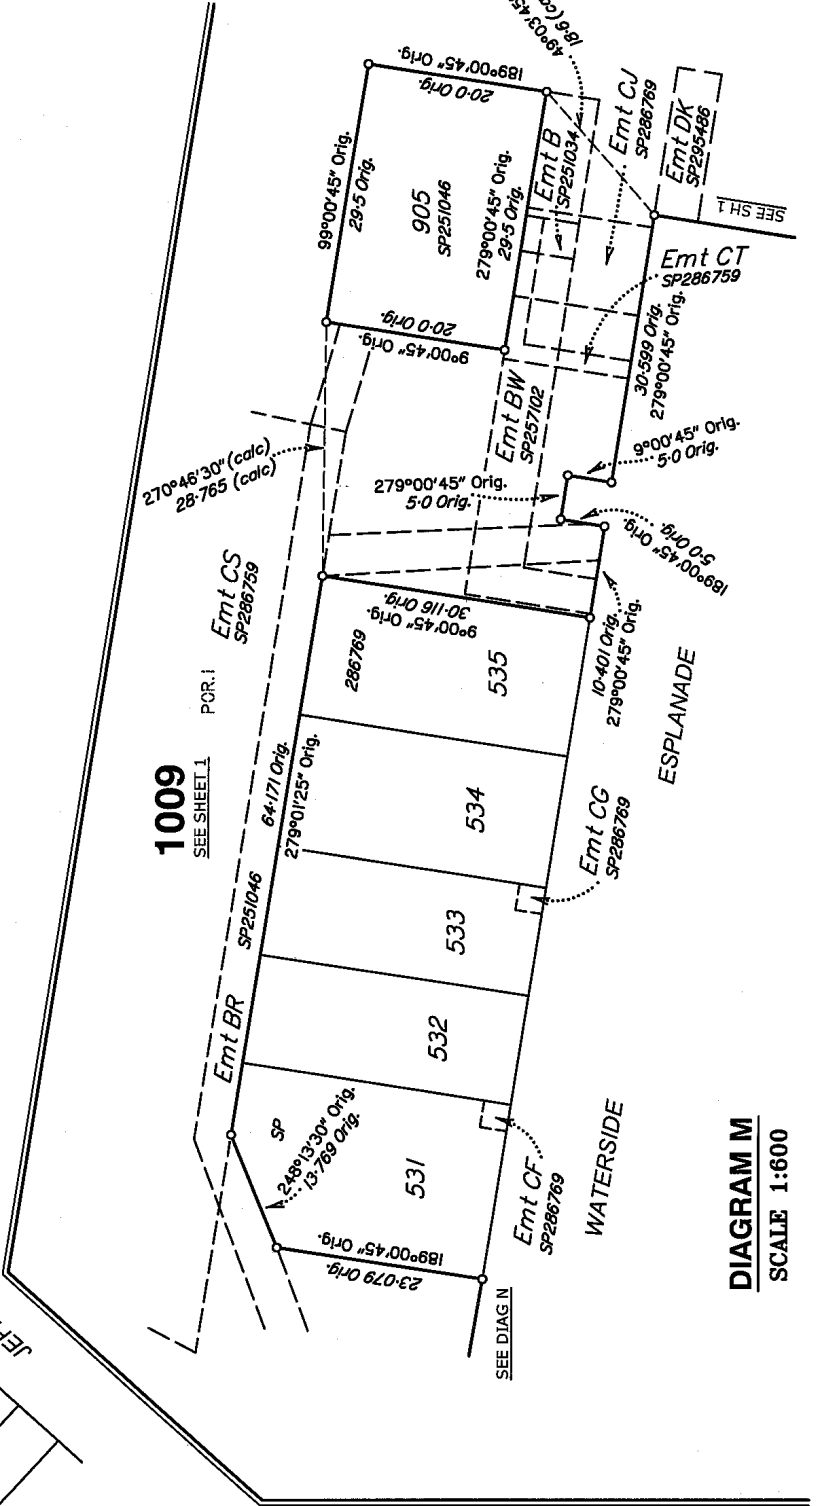 49°03'45
18·6 (co
189°00'45" Orig.
20·0 Orig.
99°00'45" Orig.
29·5 Orig.
905
SP251046
279°00'45" Orig.
29·5 Orig.
Emt B
SP251034
Emt CJ
SP286769
Emt DK
SP295486
SEE SH 1
20·0 Orig.
9°00'45" Orig.
Emt CT
SP286759
30·599 Orig.
279°00'45" Orig.
Emt BW
SP257102
9°00'45" Orig.
5·0 Orig.
270°46'30" (calc)
28·765 (calc)
279°00'45" Orig.
5·0 Orig.
5·0 Orig.
189°00'45" Orig.
Emt CS
SP286759
30·116 Orig.
9°00'45" Orig.
10·401 Orig.
279°00'45" Orig.
POR.1
1009
SEE SHEET 1
286769
535
ESPLANADE
64·171 Orig.
279°01'25" Orig.
534
Emt CG
SP286769
SP251046
533
Emt BR
532
SP
248°13'30" Orig.
13·769 Orig.
531
Emt CF
SP286769
WATERSIDE
189°00'45" Orig.
23·079 Orig.
SEE DIAG N
DIAGRAM M
SCALE 1:600